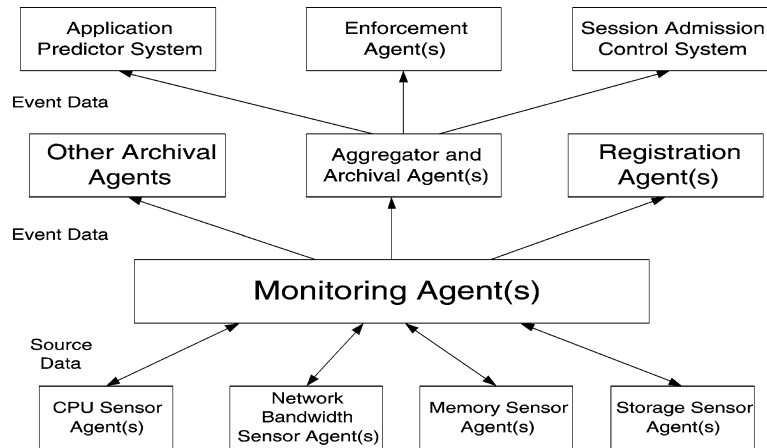 Application
Predictor System
Enforcement
Agent(s)
Session Admission
Control System
Event Data
Other Archival
Agents
Aggregator and
Archival Agent(s)
Registration
Agent(s)
Event Data
Monitoring Agent(s)
Source
Data
CPU Sensor
Agent(s)
Network
Bandwidth
Sensor Agent(s)
Memory Sensor
Agent(s)
Storage Sensor
Agent(s)